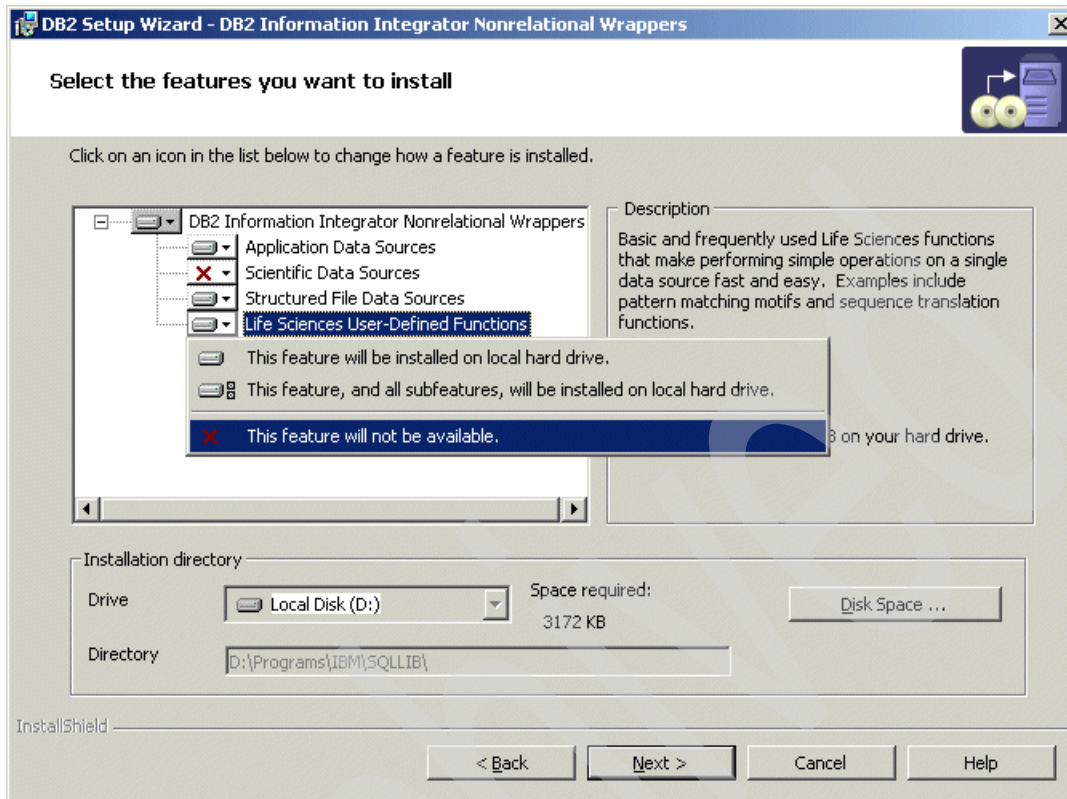 DB2 Setup Wizard - DB2 Information Integrator Nonrelational Wrappers
Select the features you want to install
Click on an icon in the list below to change how a feature is installed.
DB2 Information Integrator Nonrelational Wrappers
Application Data Sources
Scientific Data Sources
Structured File Data Sources
Life Sciences User-Defined Functions
This feature will be installed on local hard drive.
This feature, and all subfeatures, will be installed on local hard drive.
This feature will not be available.
Description
Basic and frequently used Life Sciences functions
that make performing simple operations on a single
data source fast and easy. Examples include
pattern matching motifs and sequence translation
functions.
on your hard drive.
Installation directory
Drive
Local Disk (D:)
Space required:
3172 KB
Disk Space ...
Directory
D:\Programs\IBM\SQLLIB\
InstallShield
< Back
Next >
Cancel
Help